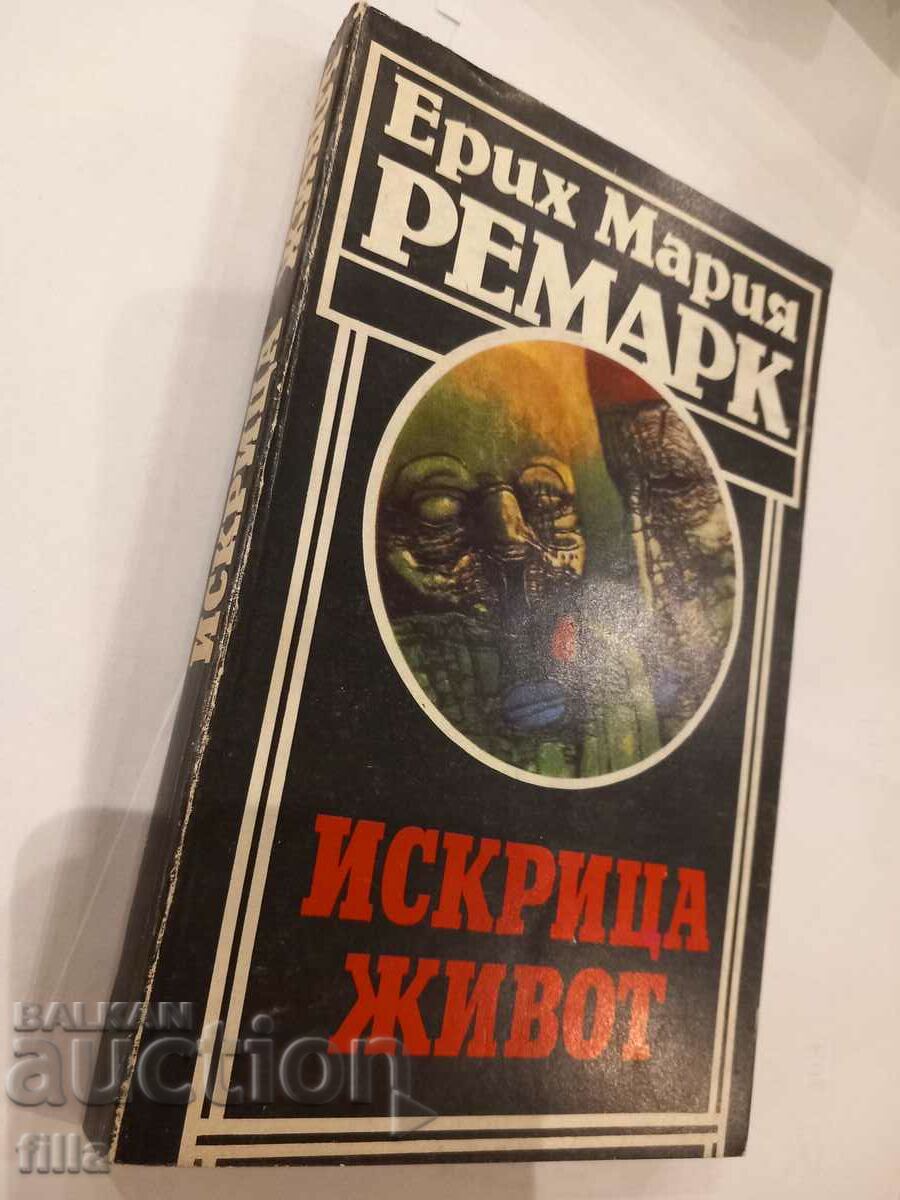 Ерих Мария
РЕМАРК
ИСКРИЦА
ЖИВОТ
ИСКРИЦА ЖИВОТ
BALKAN
auction
filla